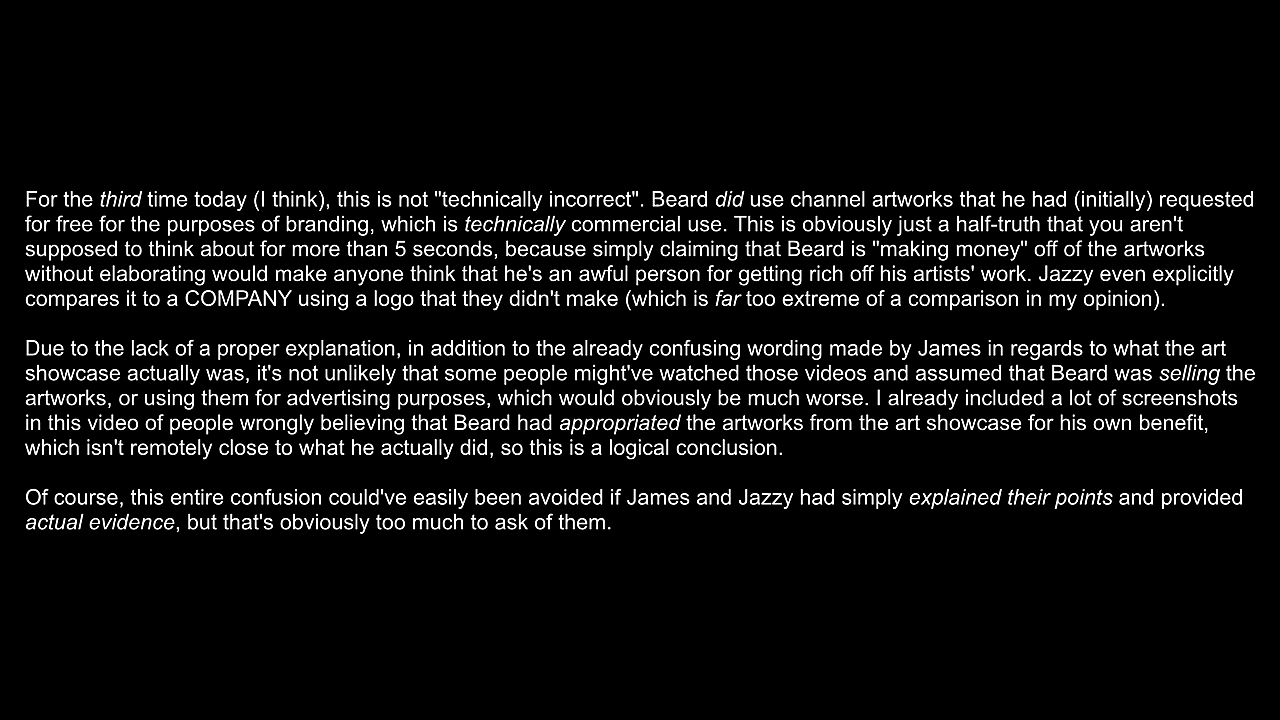 For the third time today (I think), this is not "technically incorrect". Beard did use channel artworks that he had (initially) requested
for free for the purposes of branding, which is technically commercial use. This is obviously just a half-truth that you aren't
supposed to think about for more than 5 seconds, because simply claiming that Beard is "making money" off of the artworks
without elaborating would make anyone think that he's an awful person for getting rich off his artists' work. Jazzy even explicitly
compares it to a COMPANY using a logo that they didn't make (which is far too extreme of a comparison in my opinion).
Due to the lack of a proper explanation, in addition to the already confusing wording made by James in regards to what the art
showcase actually was, it's not unlikely that some people might've watched those videos and assumed that Beard was selling the
artworks, or using them for advertising purposes, which would obviously be much worse. I already included a lot of screenshots
in this video of people wrongly believing that Beard had appropriated the artworks from the art showcase for his own benefit,
which isn't remotely close to what he actually did, so this is a logical conclusion.
Of course, this entire confusion could've easily been avoided if James and Jazzy had simply explained their points and provided
actual evidence, but that's obviously too much to ask of them.